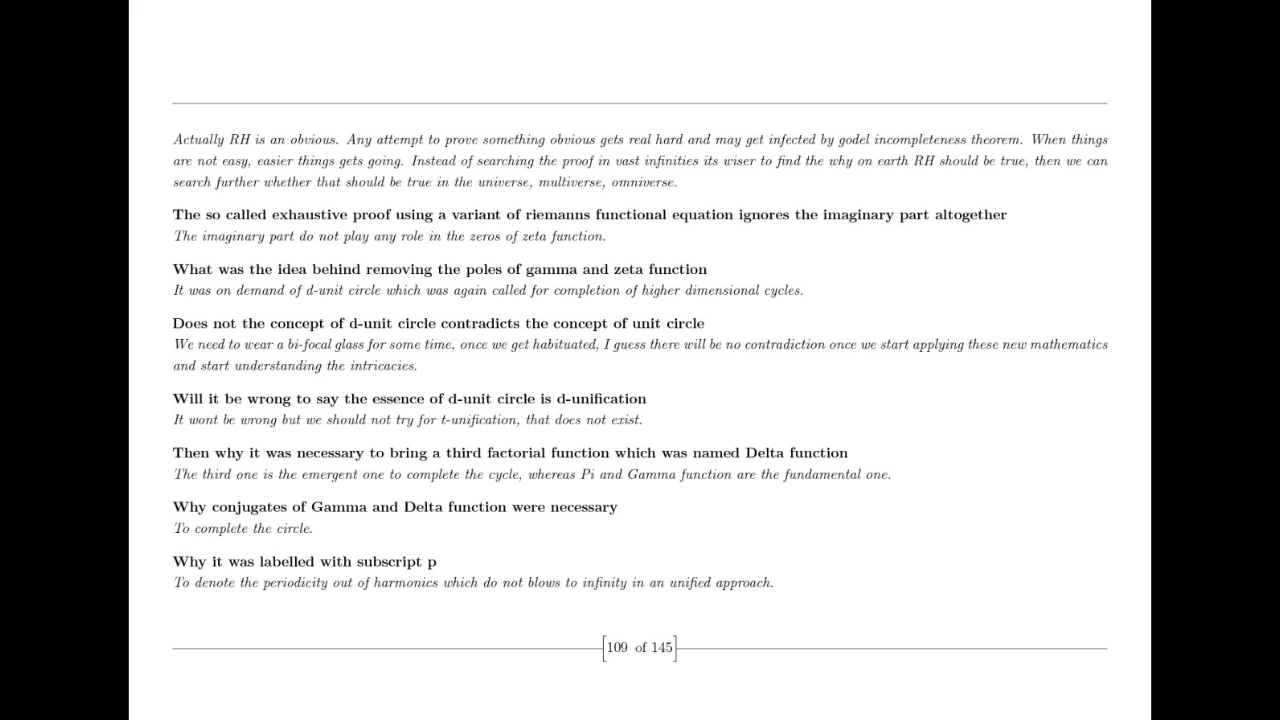 Actually RH is an obvious. Any attempt to prove something obvious gets real hard and may get infected by godel incompleteness theorem. When things
are not easy, easier things gets going. Instead of searching the proof in vast infinities its wiser to find the why on earth RH should be true, then we can
search further whether that should be true in the universe, multiverse, omniverse.
The so called exhaustive proof using a variant of riemanns functional equation ignores the imaginary part altogether
The imaginary part do not play any role in the zeros of zeta function.
What was the idea behind removing the poles of gamma and zeta function
It was on demand of d-unit circle which was again called for completion of higher dimensional cycles.
Does not the concept of d-unit circle contradicts the concept of unit circle
We need to wear a bi-focal glass for some time, once we get habituated, I guess there will be no contradiction once we start applying these new mathematics
and start understanding the intricacies.
Will it be wrong to say the essence of d-unit circle is d-unification
It wont be wrong but we should not try for t-unification, that does not exist.
Then why it was necessary to bring a third factorial function which was named Delta function
The third one is the emergent one to complete the cycle, whereas Pi and Gamma function are the fundamental one.
Why conjugates of Gamma and Delta function were necessary
To complete the circle.
Why it was labelled with subscript p
To denote the periodicity out of harmonics which do not blows to infinity in an unified approach.
[109 of 145]